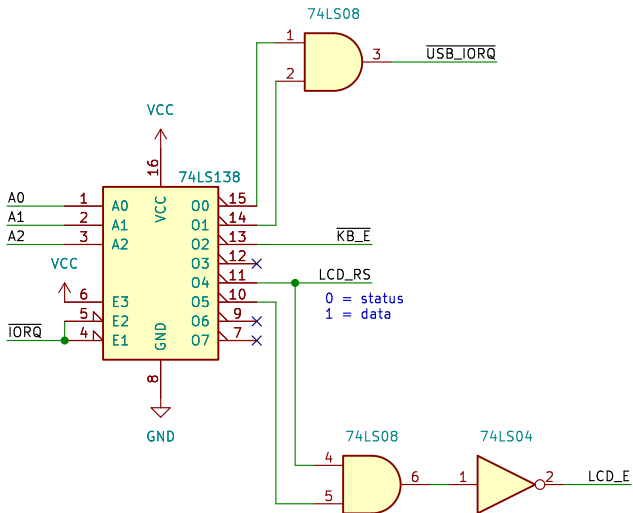 74LS08
1
3
USB_IORQ
2
VCC
16
74LS138
A0 1 A0 VCC O0 15
A1 2 A1 O1 14
A2 3 A2 O2 13 KB_E
VCC O3 12
O4 11 LCD_RS
6 E3 O5 10 0 = status
5 E2 O6 9 1 = data
IORQ 4 E1 GND O7 7
8
GND
74LS08
74LS04
4
6
1
2
LCD_E
5